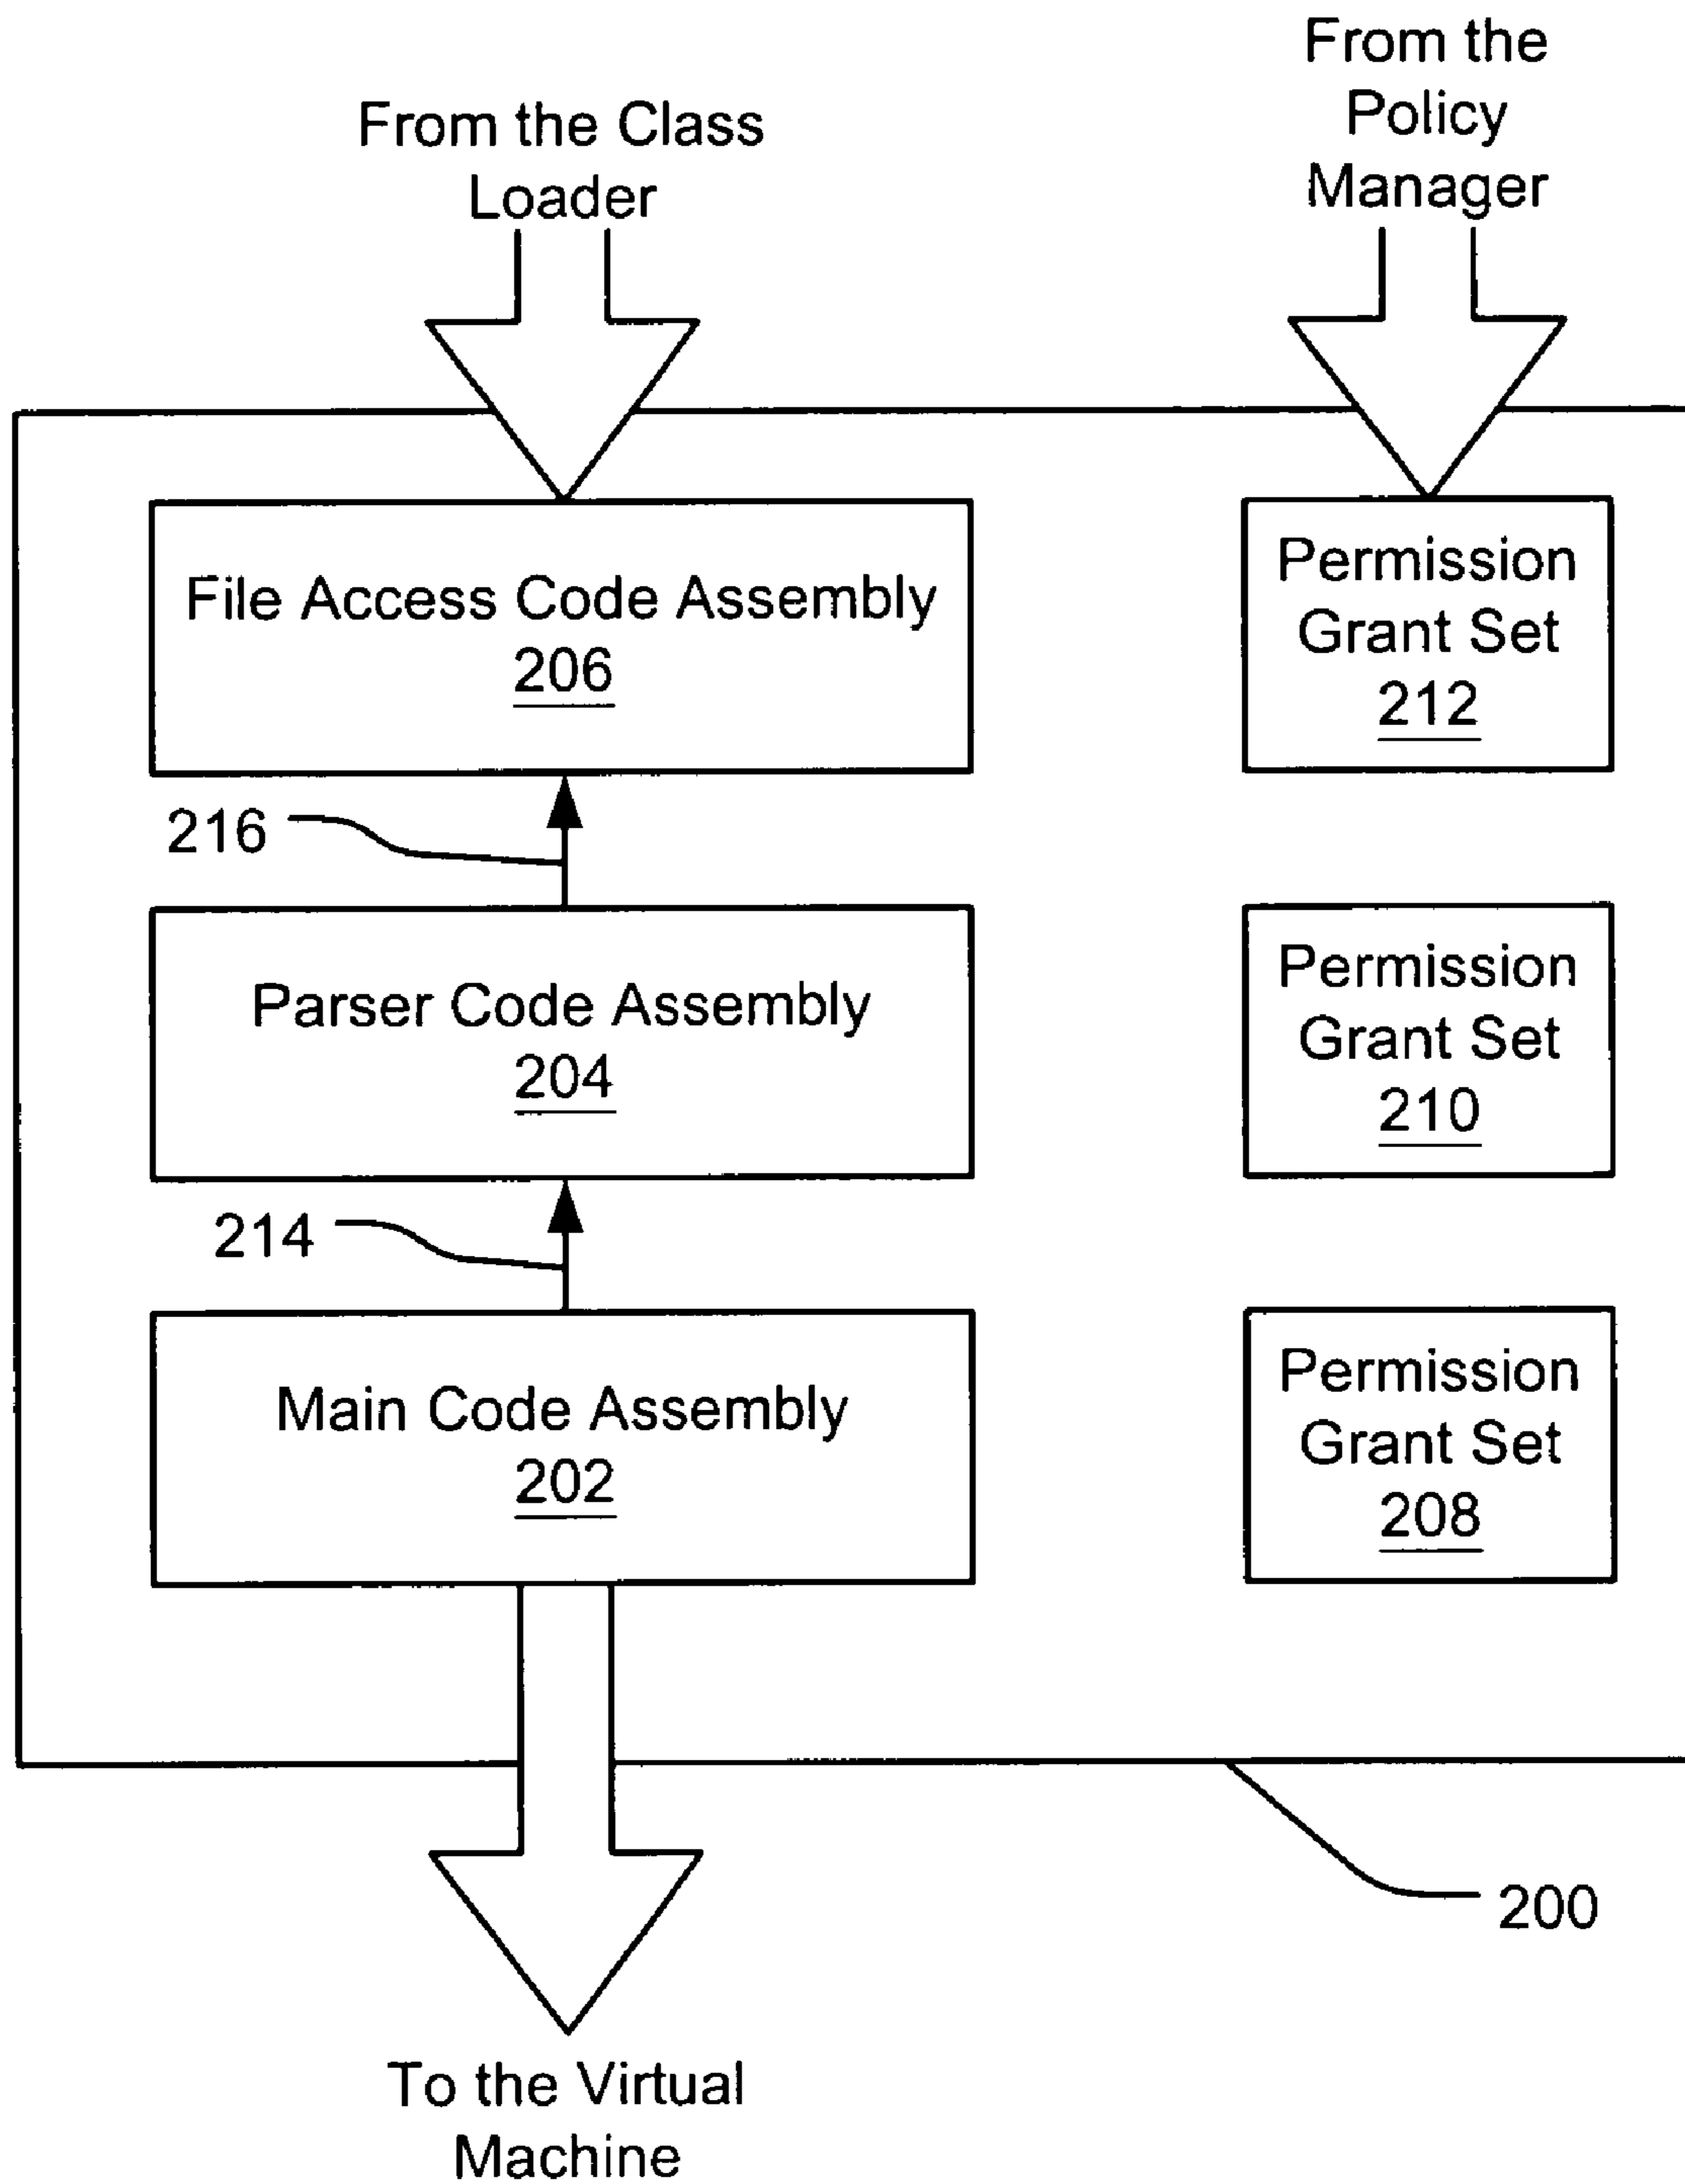 From the Class
Loader
From the
Policy
Manager
File Access Code Assembly
206
Permission
Grant Set
212
216
Parser Code Assembly
204
Permission
Grant Set
210
214
Main Code Assembly
202
Permission
Grant Set
208
200
To the Virtual
Machine